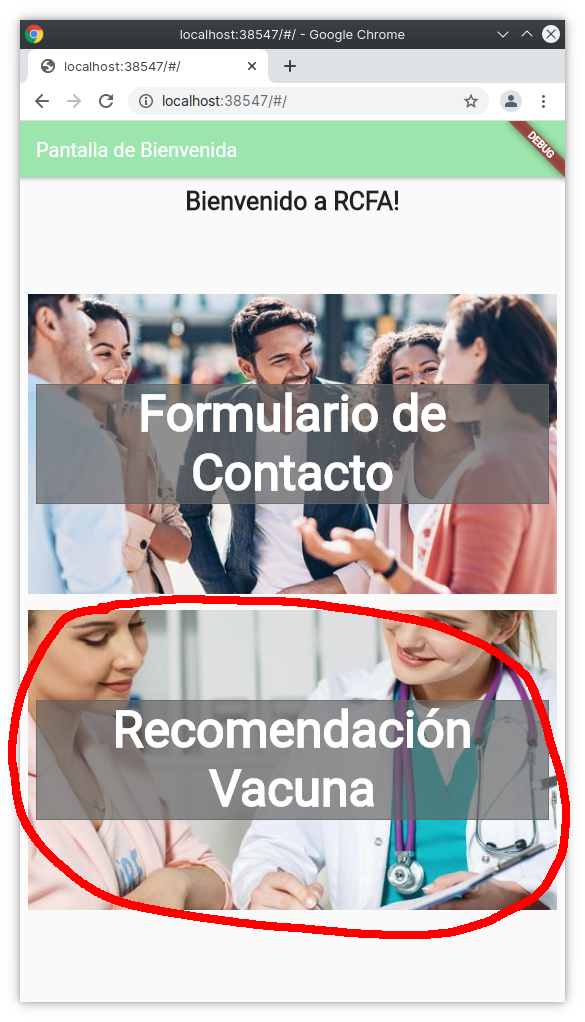 localhost:38547/#/ - Google Chrome
localhost:38547/#/
localhost:38547/#/
Pantalla de Bienvenida
DEBUG
Bienvenido a RCFA!
Formulario de
Contacto
Recomendación
Vacuna